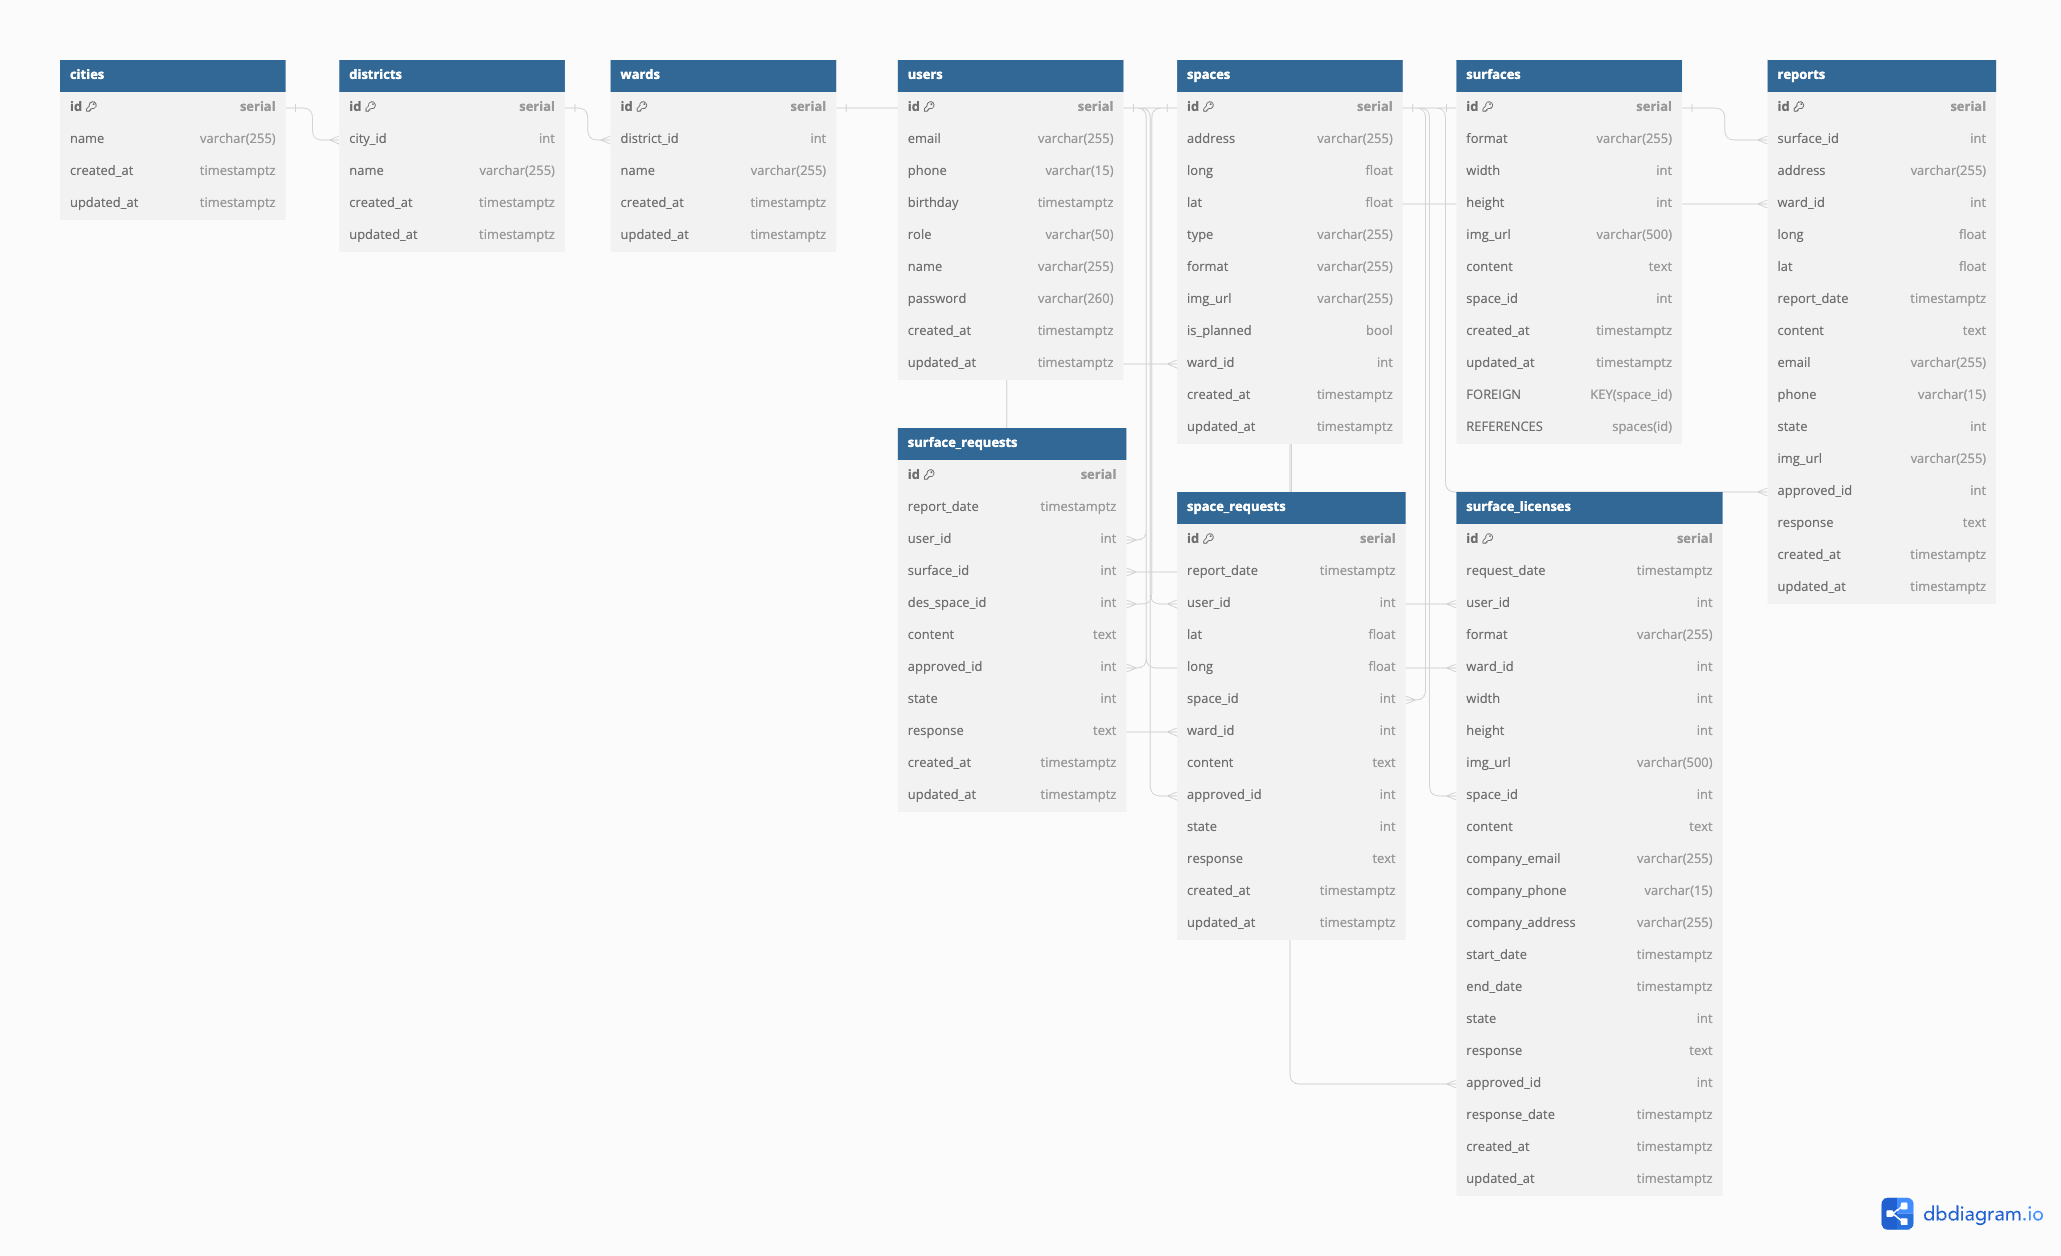 cities
id serial
name varchar(255)
created_at timestamptz
updated_at timestamptz
districts
id serial
city_id int
name varchar(255)
created_at timestamptz
updated_at timestamptz
wards
id serial
district_id int
name varchar(255)
created_at timestamptz
updated_at timestamptz
users
id serial
email varchar(255)
phone varchar(15)
birthday timestamptz
role varchar(50)
name varchar(255)
password varchar(260)
created_at timestamptz
updated_at timestamptz
spaces
id serial
address varchar(255)
long float
lat float
type varchar(255)
format varchar(255)
img_url varchar(255)
is_planned bool
ward_id int
created_at timestamptz
updated_at timestamptz
surfaces
id serial
format varchar(255)
width int
height int
img_url varchar(500)
content text
space_id int
created_at timestamptz
updated_at timestamptz
FOREIGN KEY(space_id)
REFERENCES spaces(id)
reports
id serial
surface_id int
address varchar(255)
ward_id int
long float
lat float
report_date timestamptz
content text
email varchar(255)
phone varchar(15)
state int
img_url varchar(255)
approved_id int
response text
created_at timestamptz
updated_at timestamptz
surface_requests
id serial
report_date timestamptz
user_id int
surface_id int
des_space_id int
content text
approved_id int
state int
response text
created_at timestamptz
updated_at timestamptz
space_requests
id serial
report_date timestamptz
user_id int
lat float
long float
space_id int
ward_id int
content text
approved_id int
state int
response text
created_at timestamptz
updated_at timestamptz
surface_licenses
id serial
request_date timestamptz
user_id int
format varchar(255)
ward_id int
width int
height int
img_url varchar(500)
space_id int
content text
company_email varchar(255)
company_phone varchar(15)
company_address varchar(255)
start_date timestamptz
end_date timestamptz
state int
response text
approved_id int
response_date timestamptz
created_at timestamptz
updated_at timestamptz
dbdiagram.io